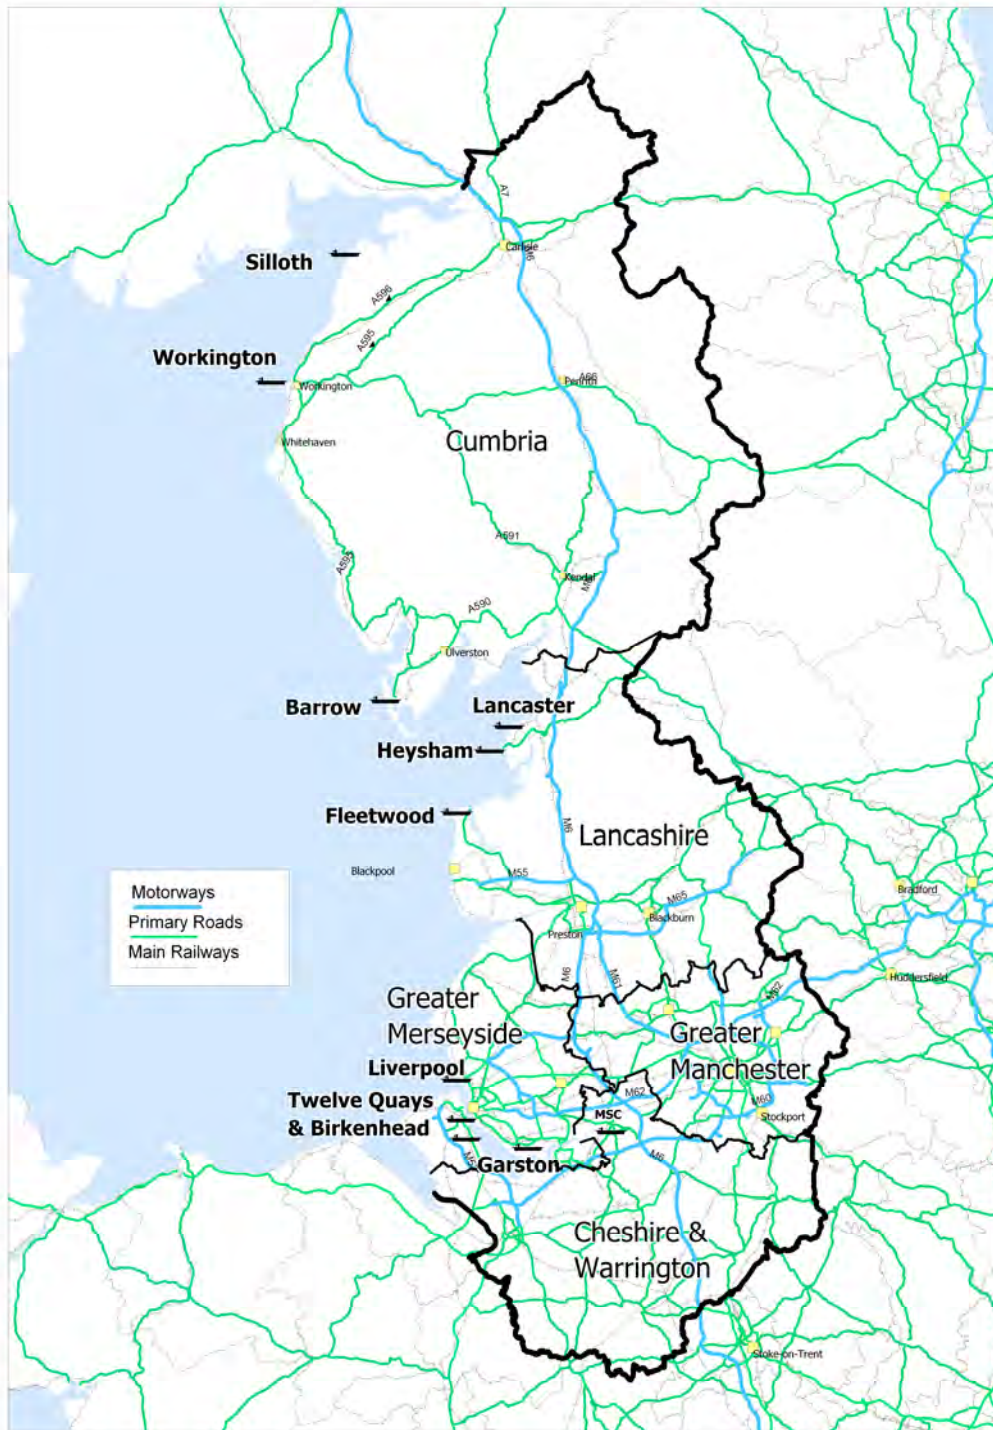 A7
Carlisle
M6
Silloth
A596
A595
Workington
Workington
Penrith
A66
Whitehaven
Cumbria
A591
A595
Kendal
M6
A590
Ulverston
Barrow
Lancaster
Heysham
Fleetwood
M6
Lancashire
Blackpool
M55
M65
Bradford
Blackburn
Preston
Motorways
Primary Roads
Main Railways
M6
M61
M62
Huddersfield
Greater
Merseyside
Greater
Manchester
Liverpool
M62
M60
Twelve Quays
& Birkenhead
MSC
Stockport
Garston
M6
Cheshire &
Warrington
Stoke-on-Trent